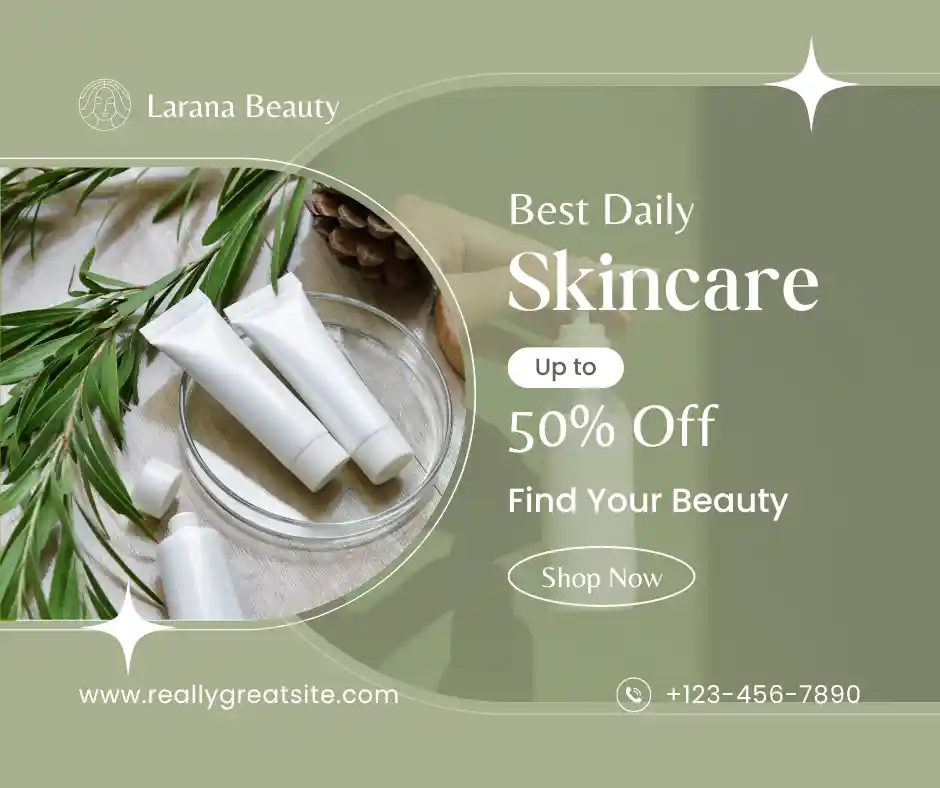 Larana Beauty
Best Daily
Skincare
Up to
50% Off
Find Your Beauty
Shop Now
www.reallygreatsite.com
+123-456-7890